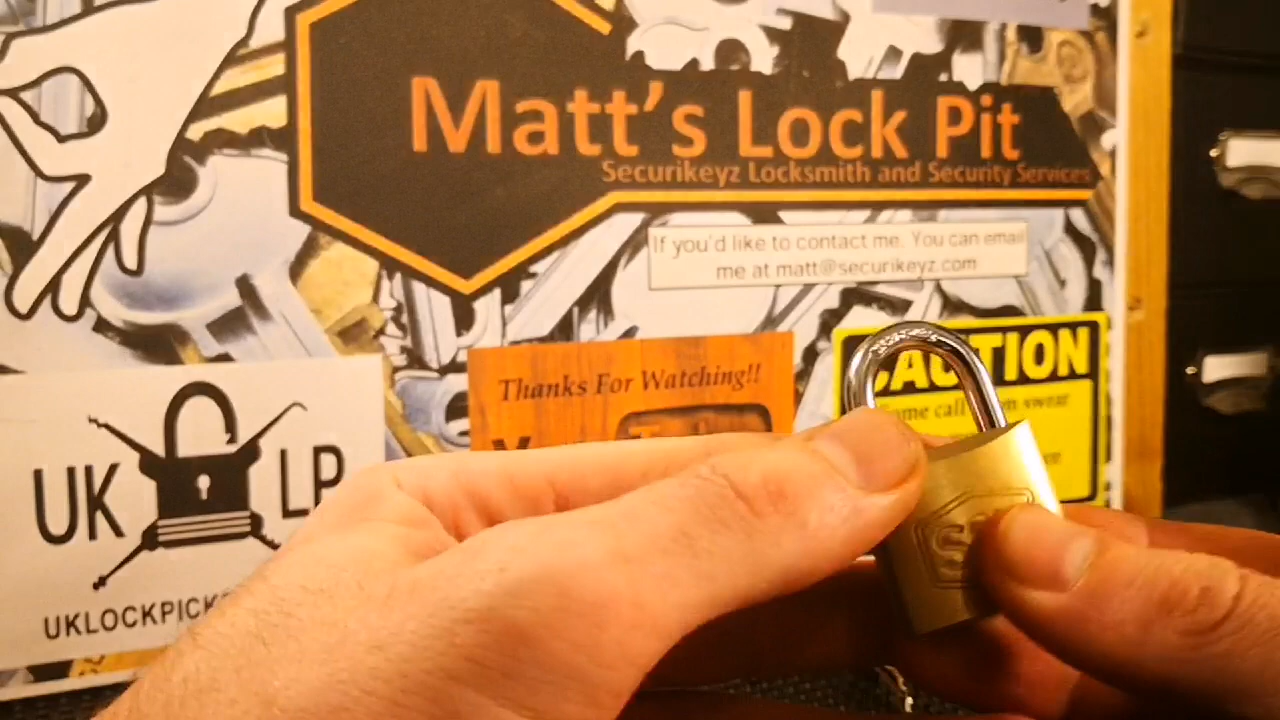 Matt's Lock Pit
Securikeyz Locksmith and Security Services
If you'd like to contact me. You can email
me at matt@securikeyz.com
Thanks For Watching!!
CAUTION
UK LP
UKLOCKPICK